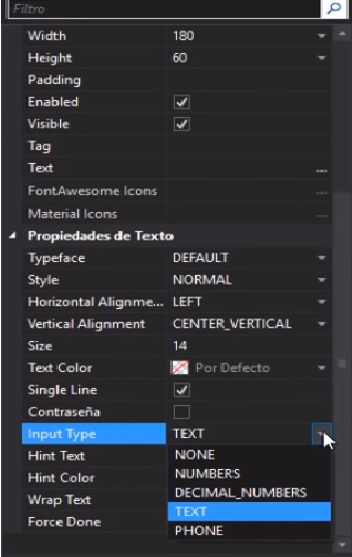 Filtro
Width 180
Height 60
Padding
Enabled
Visible
Tag
Text ...
FontAwesome Icons ...
Material Icons ...
Propiedades de Texto
Typeface DEFAULT
Style NORMAL
Horizontal Alignme... LEFT
Vertical Alignment CENTER_VERTICAL
Size 14
Text Color Por Defecto
Single Line
Contraseña
Input Type TEXT
Hint Text NONE
NUMBERS
Hint Color DECIMAL_NUMBERS
Wrap Text TEXT
Force Done PHONE